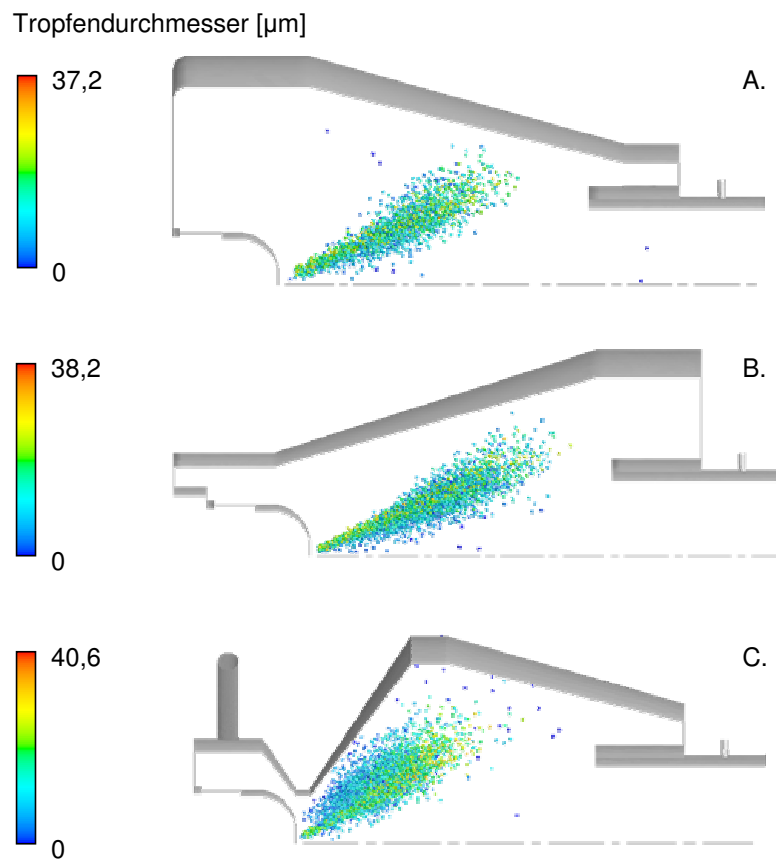 Tropfendurchmesser [µm]
37,2
A.
0
38,2
B.
0
40,6
C.
0